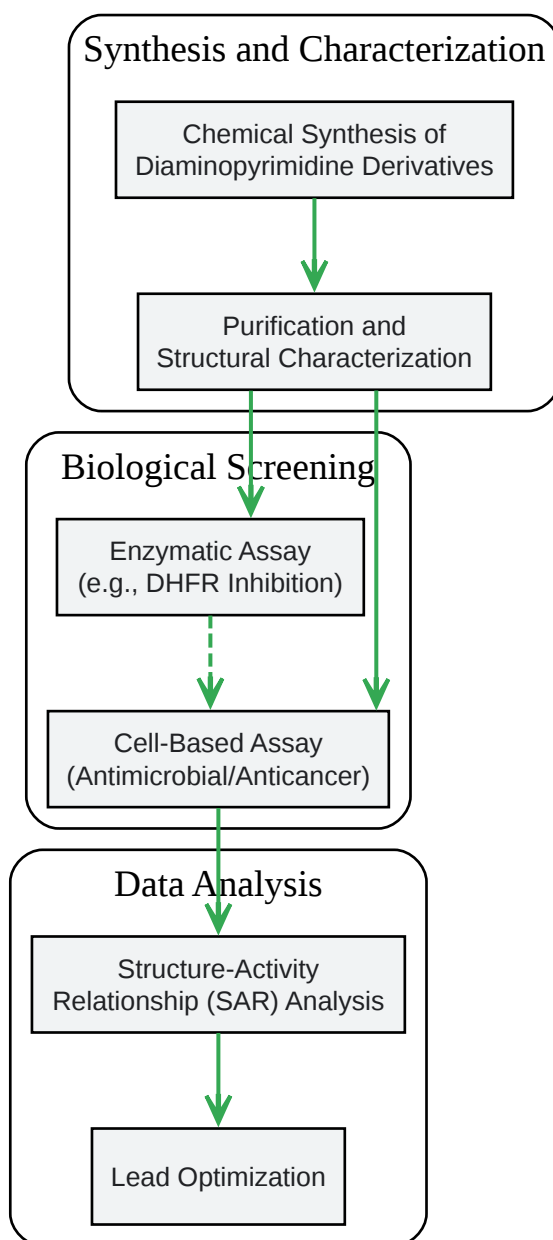 Synthesis and Characterization
Chemical Synthesis of
Diaminopyrimidine Derivatives
Purification and
Structural Characterization
Biological Screening
Enzymatic Assay
(e.g., DHFR Inhibition)
Cell-Based Assay
(Antimicrobial/Anticancer)
Data Analysis
Structure-Activity
Relationship (SAR) Analysis
Lead Optimization